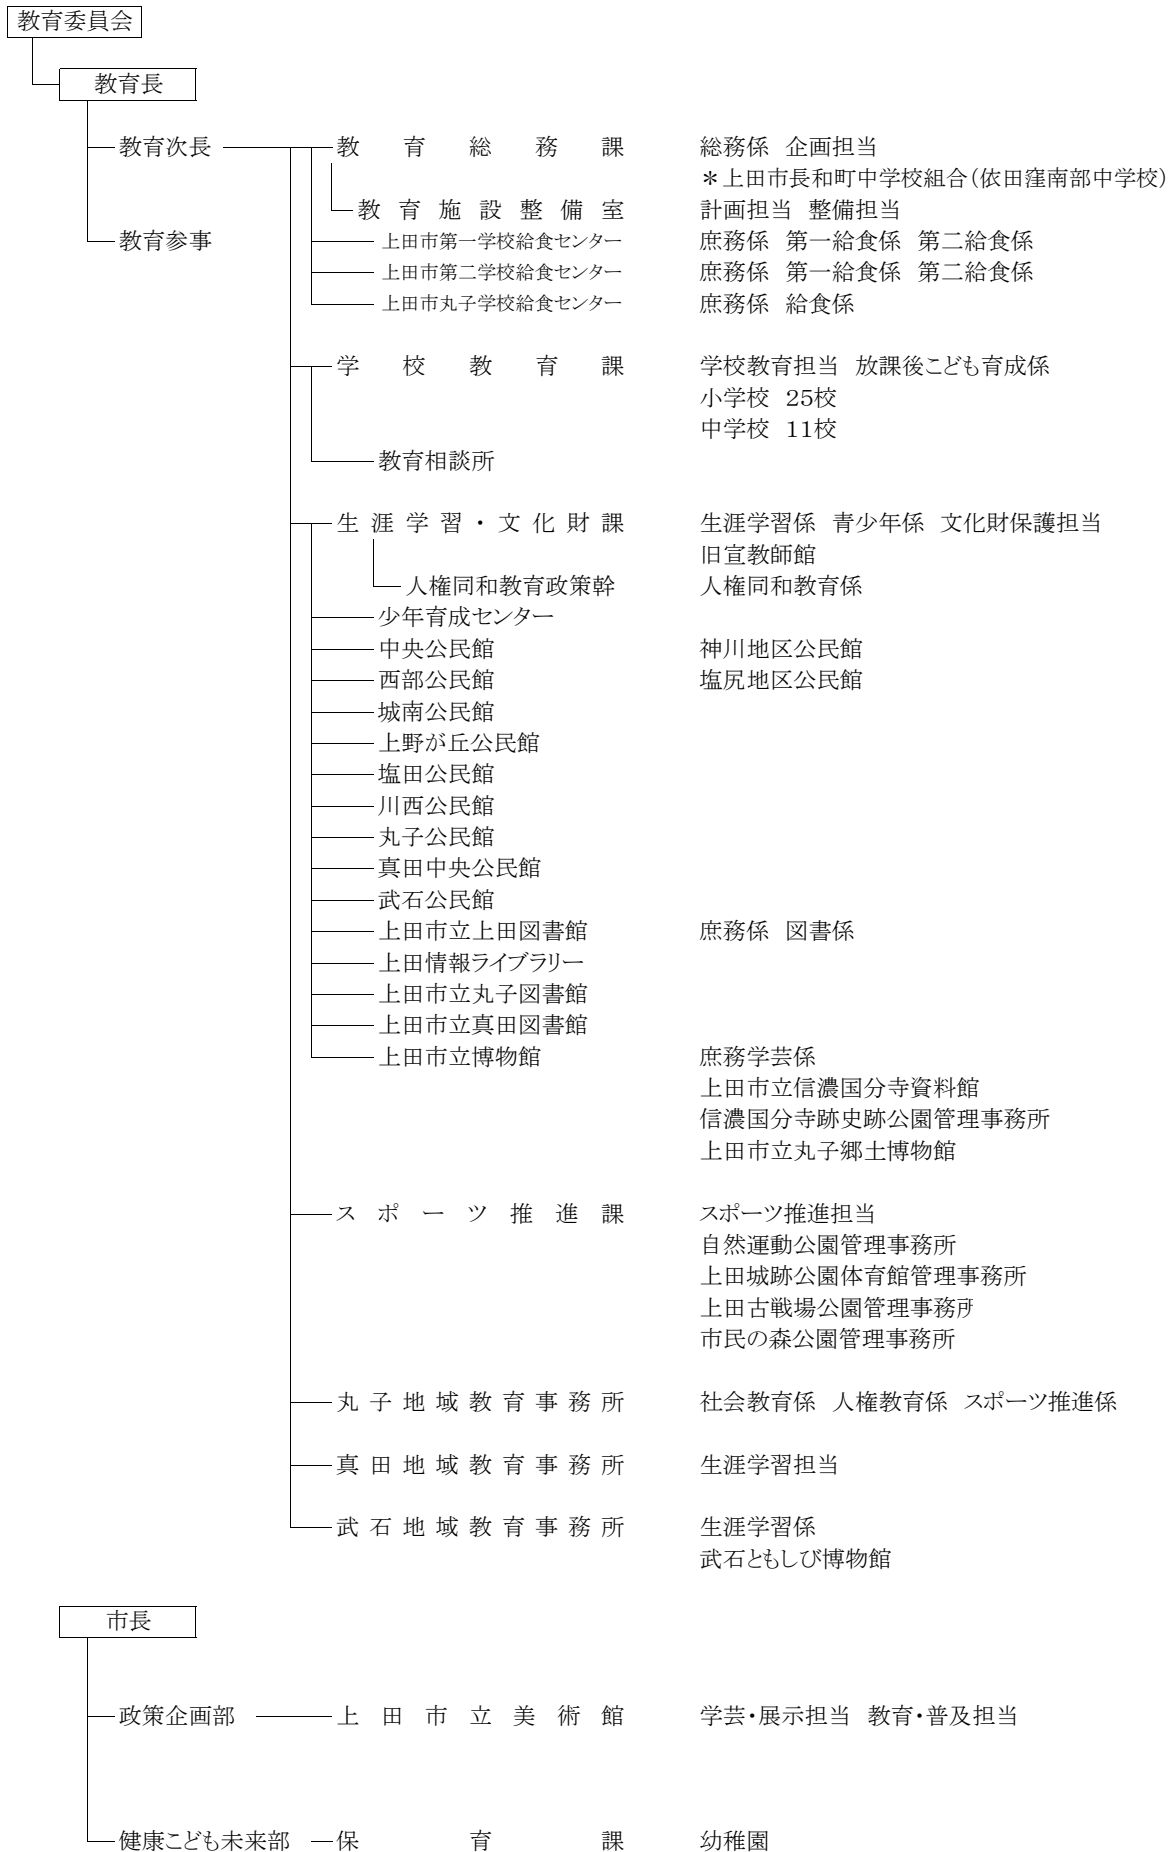 教育委員会
教育長
教育次長 教育総務課 総務係 企画担当
＊上田市長和町中学校組合（依田窪南部中学校）
教育施設整備室 計画担当 整備担当
教育参事 上田市第一学校給食センター 庶務係 第一給食係 第二給食係
上田市第二学校給食センター 庶務係 第一給食係 第二給食係
上田市丸子学校給食センター 庶務係 給食係
学校教育課 学校教育担当 放課後こども育成係
小学校 25校
中学校 11校
教育相談所
生涯学習・文化財課 生涯学習係 青少年係 文化財保護担当
旧宣教師館
人権同和教育政策幹 人権同和教育係
少年育成センター
中央公民館 神川地区公民館
西部公民館 塩尻地区公民館
城南公民館
上野が丘公民館
塩田公民館
川西公民館
丸子公民館
真田中央公民館
武石公民館
上田市立上田図書館 庶務係 図書係
上田情報ライブラリー
上田市立丸子図書館
上田市立真田図書館
上田市立博物館 庶務学芸係
上田市立信濃国分寺資料館
信濃国分寺跡史跡公園管理事務所
上田市立丸子郷土博物館
スポーツ推進課 スポーツ推進担当
自然運動公園管理事務所
上田城跡公園体育館管理事務所
上田古戦場公園管理事務所
市民の森公園管理事務所
丸子地域教育事務所 社会教育係 人権教育係 スポーツ推進係
真田地域教育事務所 生涯学習担当
武石地域教育事務所 生涯学習係
武石ともしび博物館
市長
政策企画部 上田市立美術館 学芸・展示担当 教育・普及担当
健康こども未来部 保育課 幼稚園